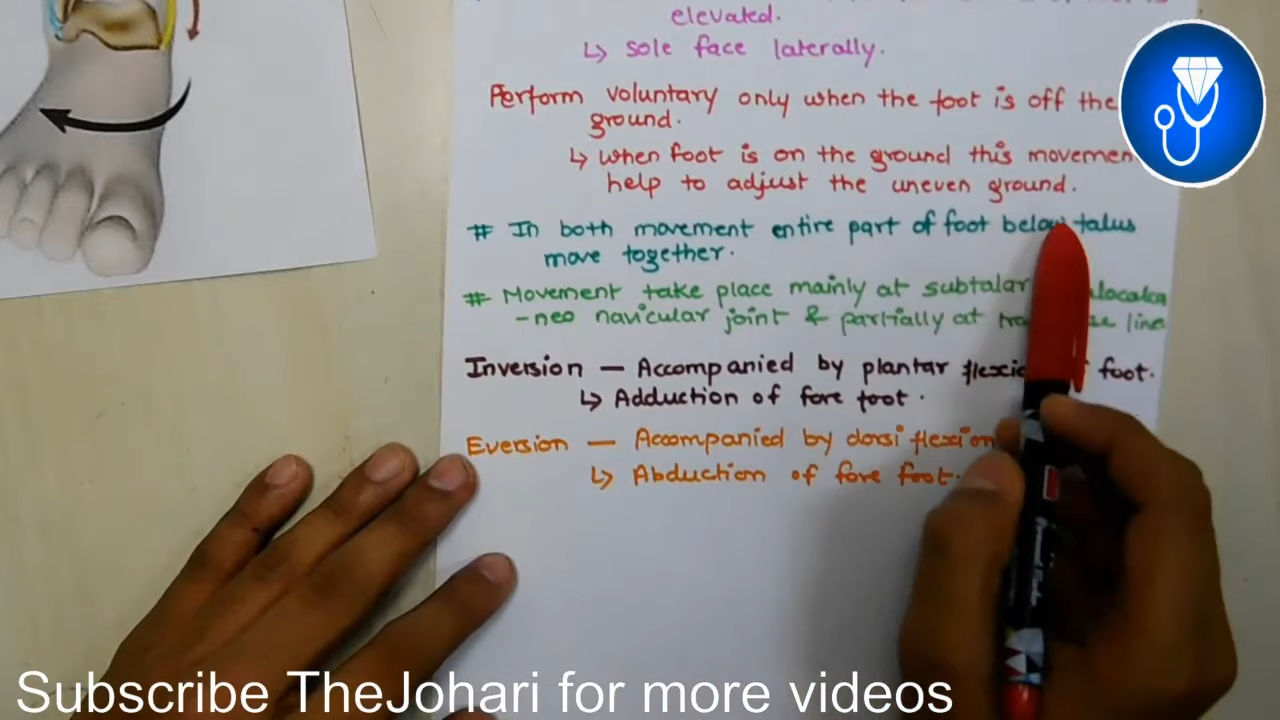 elevated.
↳ sole face laterally.
Perform voluntary only when the foot is off the
ground.
↳ when foot is on the ground this movemen
help to adjust the uneven ground.
# In both movement entire part of foot below talus
move together.
# Movement take place mainly at subtalar localca
-neo navicular joint & partially at line
Inversion — Accompanied by plantar foot.
↳ Adduction of fore foot.
Eversion — Accompanied by dorsi flexion
↳ Abduction of fore foot.
Subscribe TheJohari for more videos